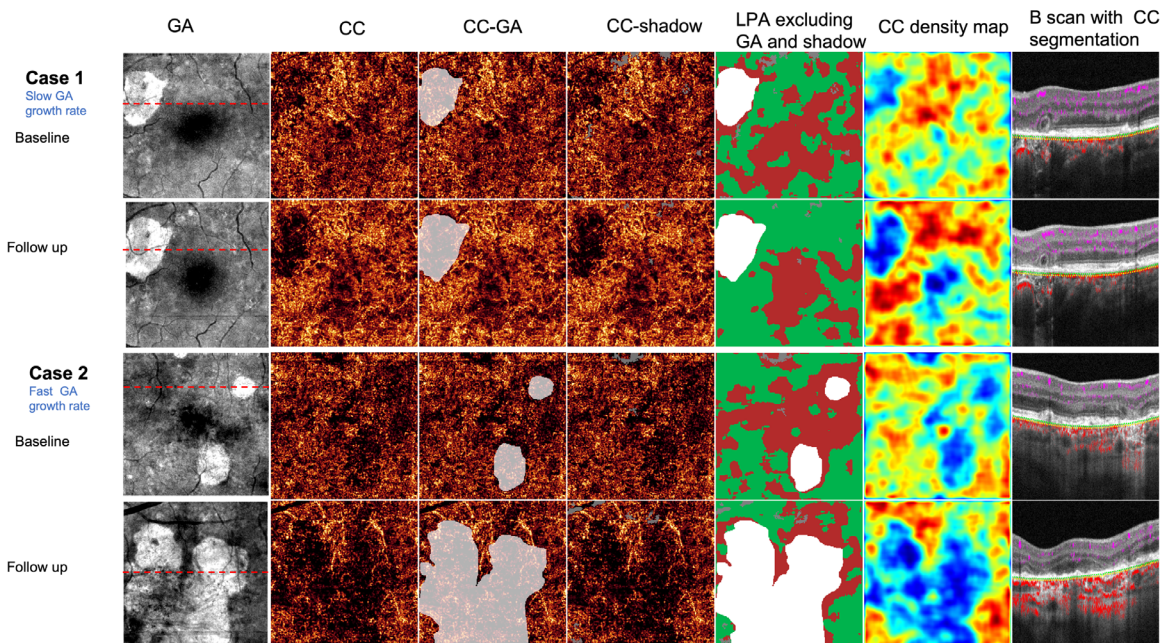 GA
CC
CC-GA
CC-shadow
LPA excluding
GA and shadow
CC density map
B scan with CC
segmentation
Case 1
Slow GA
growth rate
Baseline
Follow up
Case 2
Fast GA
growth rate
Baseline
Follow up